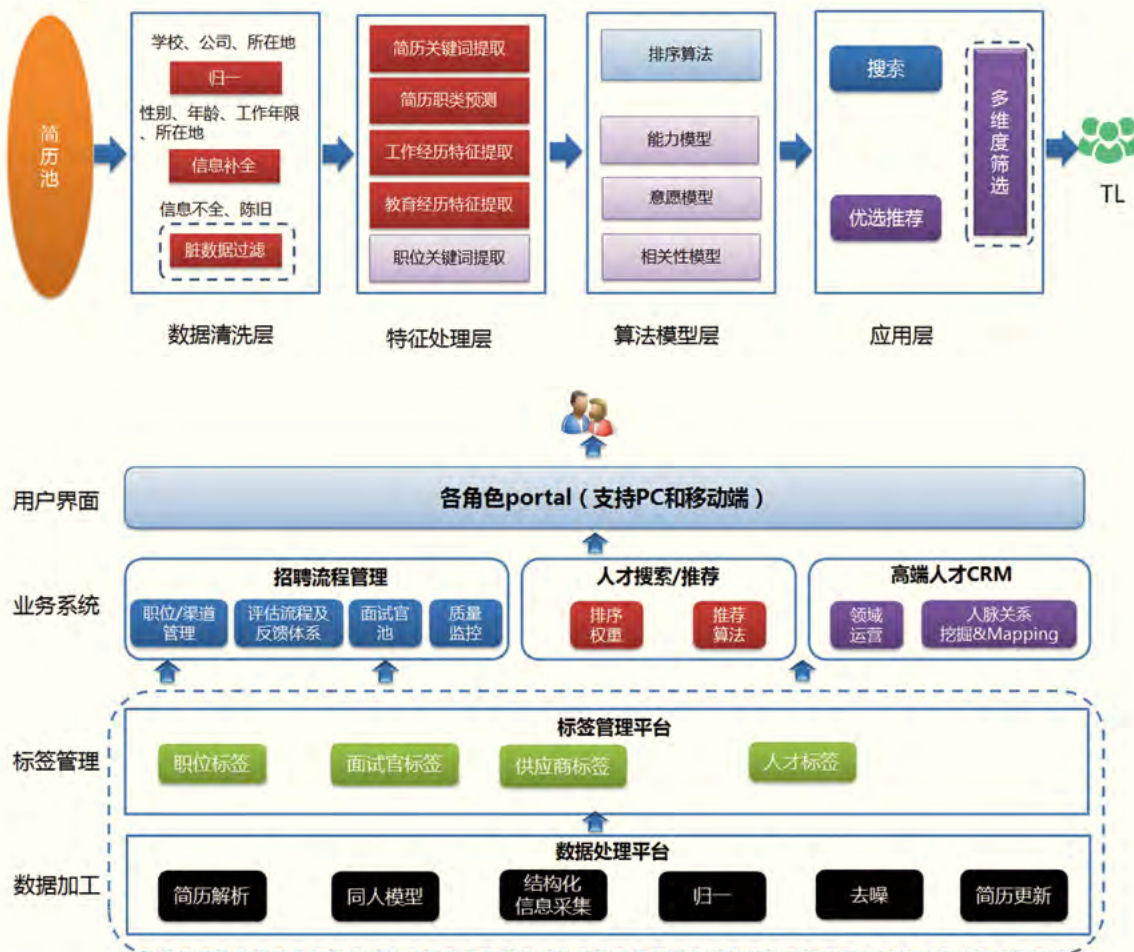 简
历
池
学校、公司、所在地
归一
性别、年龄、工作年限
、所在地
信息补全
信息不全、陈旧
脏数据过滤
数据清洗层
简历关键词提取
简历职类预测
工作经历特征提取
教育经历特征提取
职位关键词提取
特征处理层
排序算法
能力模型
意愿模型
相关性模型
算法模型层
搜索
优选推荐
多
维
度
筛
选
应用层
TL
用户界面
各角色portal（支持PC和移动端）
业务系统
招聘流程管理
职位/渠道
管理
评估流程及
反馈体系
面试官
池
质量
监控
人才搜索/推荐
排序
权重
推荐
算法
高端人才CRM
领域
运营
人脉关系
挖掘&Mapping
标签管理
标签管理平台
职位标签
面试官标签
供应商标签
人才标签
数据加工
数据处理平台
简历解析
同人模型
结构化
信息采集
归一
去噪
简历更新